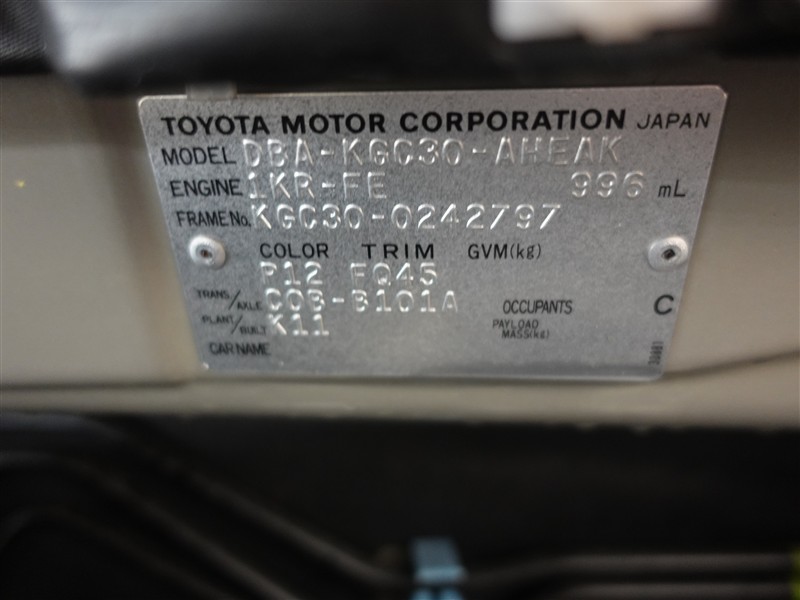 TOYOTA MOTOR CORPORATION JAPAN
MODEL DBA-KGC30-AHEAK
ENGINE 1KR-FE 996 mL
FRAME No. KGC30-0242797
COLOR TRIM GVM(kg)
P12 FQ45
TRANS/AXLE C0B-B101A OCCUPANTS C
PLANT/BUILT K11 PAYLOAD MASS(kg)
CAR NAME